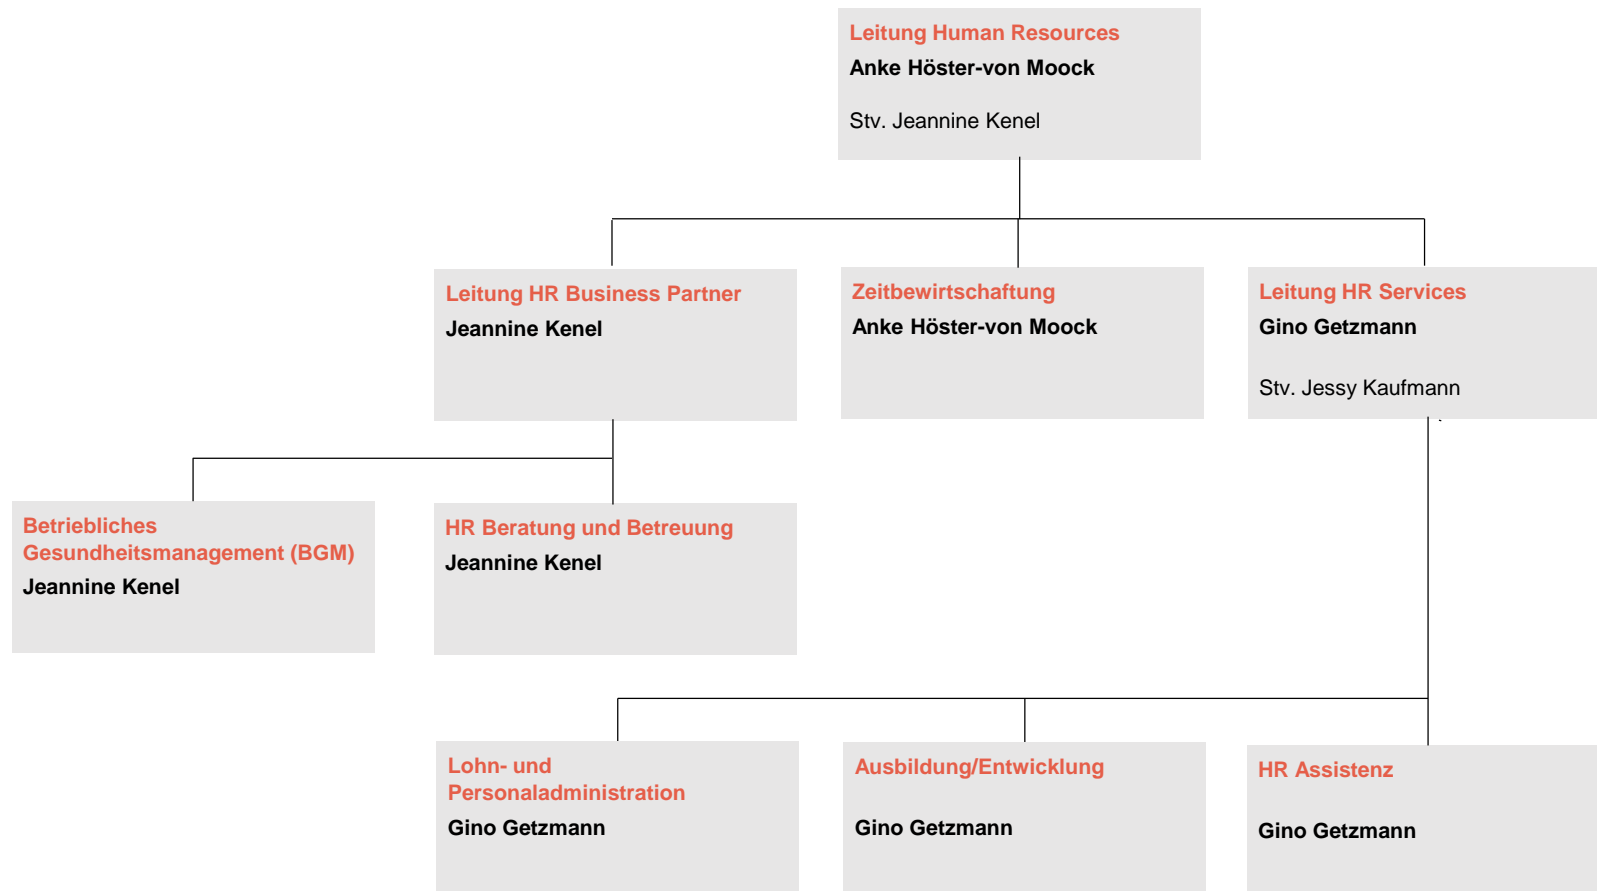 Leitung Human Resources
Anke Höster-von Moock
Stv. Jeannine Kenel
Leitung HR Business Partner
Jeannine Kenel
Zeitbewirtschaftung
Anke Höster-von Moock
Leitung HR Services
Gino Getzmann
Stv. Jessy Kaufmann
Betriebliches
Gesundheitsmanagement (BGM)
Jeannine Kenel
HR Beratung und Betreuung
Jeannine Kenel
Lohn- und
Personaladministration
Gino Getzmann
Ausbildung/Entwicklung
Gino Getzmann
HR Assistenz
Gino Getzmann